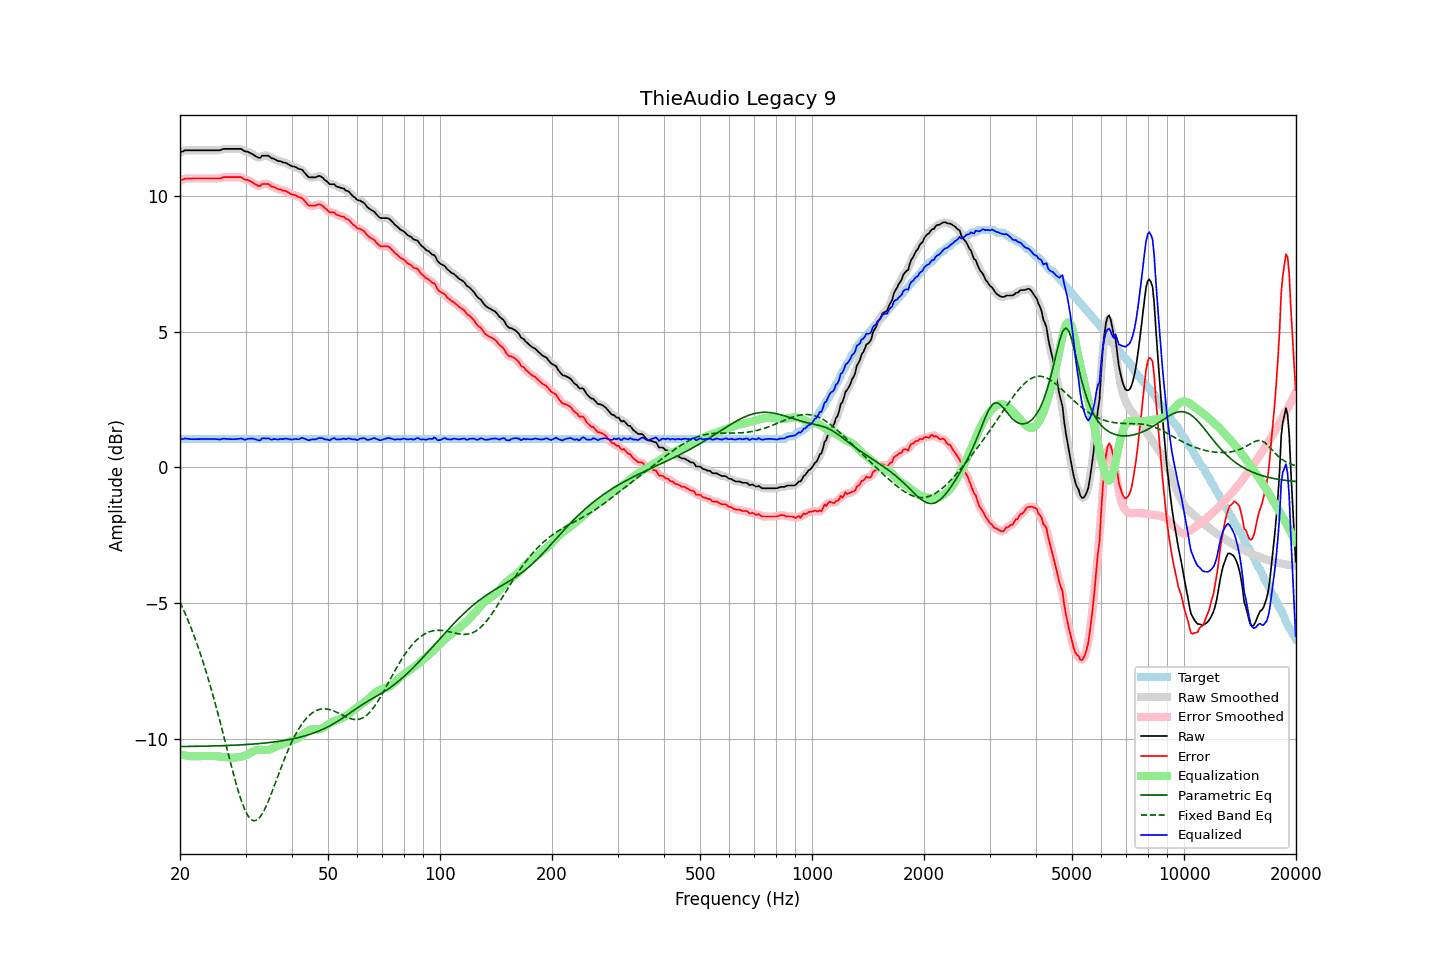 ThieAudio Legacy 9
Amplitude (dBr)
10
5
0
−5
−10
20
50
100
200
500
1000
2000
5000
10000
20000
Frequency (Hz)
Target
Raw Smoothed
Error Smoothed
Raw
Error
Equalization
Parametric Eq
Fixed Band Eq
Equalized